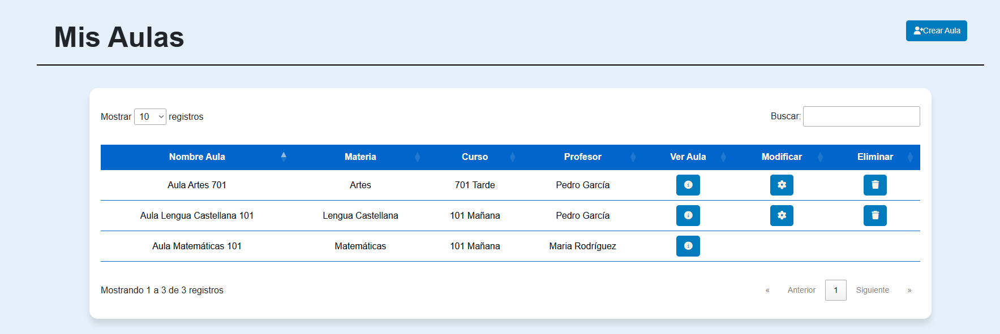 Mis Aulas
Crear Aula
Mostrar 10 registros
Buscar:
Nombre Aula Materia Curso Profesor Ver Aula Modificar Eliminar
Aula Artes 701 Artes 701 Tarde Pedro García
Aula Lengua Castellana 101 Lengua Castellana 101 Mañana Pedro García
Aula Matemáticas 101 Matemáticas 101 Mañana Maria Rodríguez
Mostrando 1 a 3 de 3 registros
« Anterior 1 Siguiente »